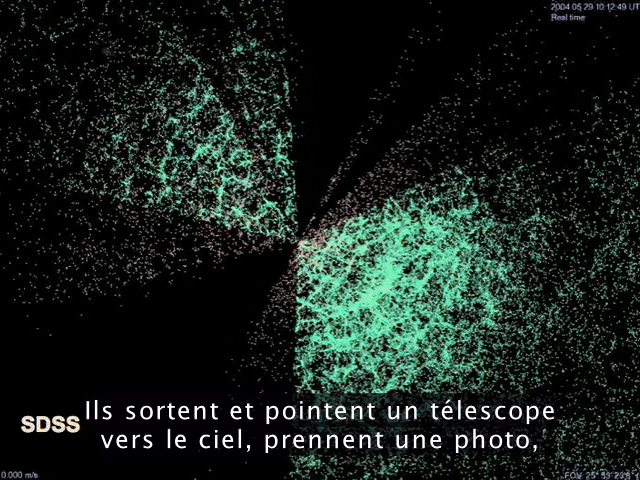 2004 05 29 10:12:49 UT
Real time
Ils sortent et pointent un télescope
SDSS
vers le ciel, prennent une photo,
0.000 m/s